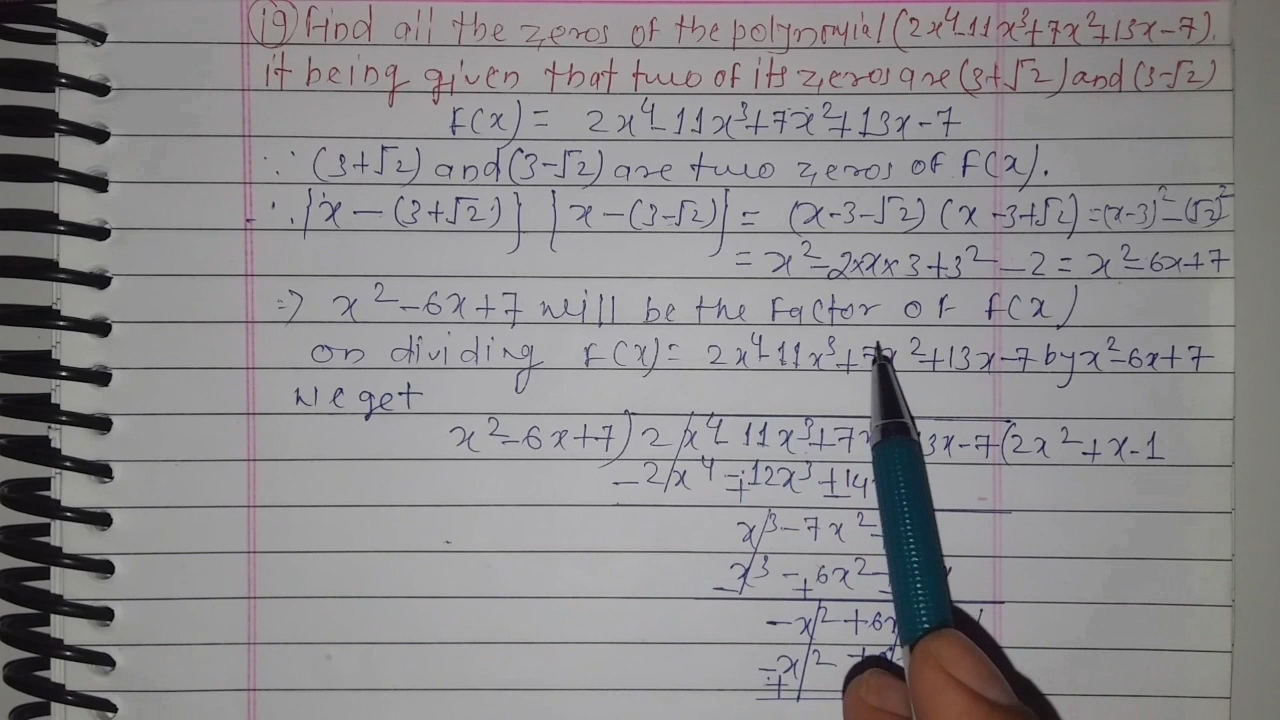 (19) Find all the zeros of the polynomial (2x⁴-11x³+7x²+13x-7).
it being given that two of its zeros are (3+√2) and (3-√2)
F(x) = 2x⁴-11x³+7x²+13x-7
∵ (3+√2) and (3-√2) are two zeros of F(x).
∴ {x-(3+√2)} {x-(3-√2)} = (x-3-√2) (x-3+√2) = (x-3)²-(√2)²
= x²-2×x×3+3²-2 = x²-6x+7
⇒ x²-6x+7 will be the factor of f(x)
on dividing F(x) = 2x⁴-11x³+7x²+13x-7 by x²-6x+7
we get
x²-6x+7) 2x⁴-11x³+7x 3x-7 (2x²+x-1
-2x⁴-+12x³+14
x³-7x²
-x³-+6x²-
-x²+6x
-+x²+